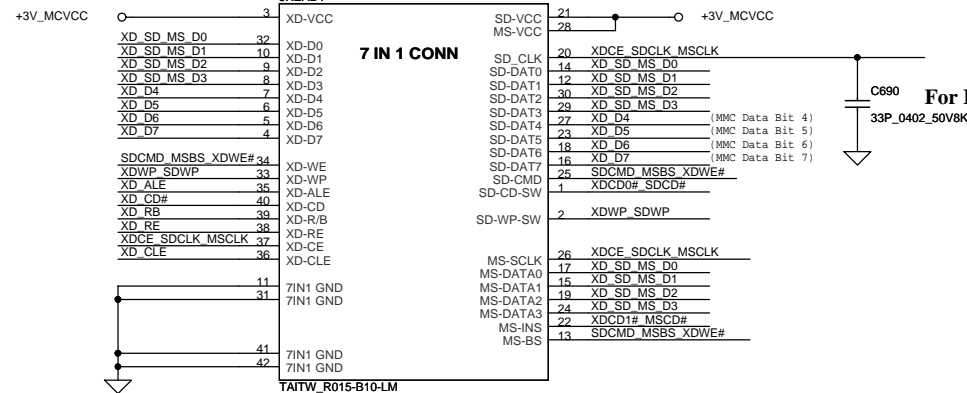 +3V_MCVCC
3 XD-VCC
XD_SD_MS_D0 32 XD-D0
XD_SD_MS_D1 10 XD-D1
XD_SD_MS_D2 9 XD-D2
XD_SD_MS_D3 8 XD-D3
XD_D4 7 XD-D4
XD_D5 6 XD-D5
XD_D6 5 XD-D6
XD_D7 4 XD-D7
SDCMD_MSBS_XDWE# 34 XD-WE
XDWP_SDWP 33 XD-WP
XD_ALE 35 XD-ALE
XD_CD# 40 XD-CD
XD_RB 39 XD-R/B
XD_RE 38 XD-RE
XDCE_SDCLK_MSCLK 37 XD-CE
XD_CLE 36 XD-CLE
11 7IN1 GND
31 7IN1 GND
41 7IN1 GND
42 7IN1 GND
7 IN 1 CONN
SD-VCC 21 +3V_MCVCC
MS-VCC 28
SD_CLK 20 XDCE_SDCLK_MSCLK
SD-DAT0 14 XD_SD_MS_D0
SD-DAT1 12 XD_SD_MS_D1
SD-DAT2 30 XD_SD_MS_D2
SD-DAT3 29 XD_SD_MS_D3
SD-DAT4 27 XD_D4 (MMC Data Bit 4)
SD-DAT5 23 XD_D5 (MMC Data Bit 5)
SD-DAT6 18 XD_D6 (MMC Data Bit 6)
SD-DAT7 16 XD_D7 (MMC Data Bit 7)
SD-CMD 25 SDCMD_MSBS_XDWE#
SD-CD-SW 1 XDCD0#_SDCD#
SD-WP-SW 2 XDWP_SDWP
MS-SCLK 26 XDCE_SDCLK_MSCLK
MS-DATA0 17 XD_SD_MS_D0
MS-DATA1 15 XD_SD_MS_D1
MS-DATA2 19 XD_SD_MS_D2
MS-DATA3 24 XD_SD_MS_D3
MS-INS 22 XDCD1#_MSCD#
MS-BS 13 SDCMD_MSBS_XDWE#
TAITW_R015-B10-LM
C690
33P_0402_50V8K
For